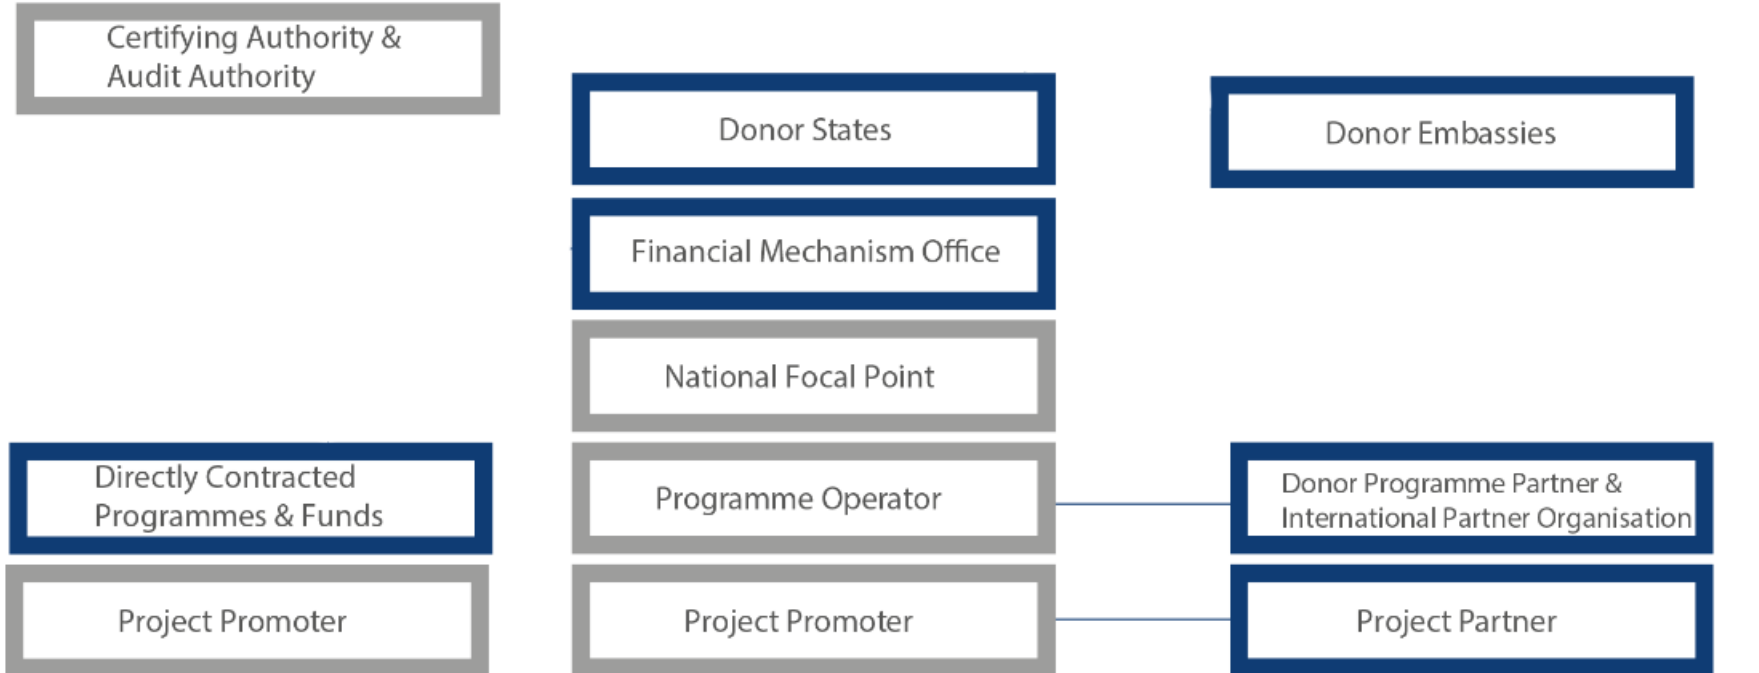 Certifying Authority &
Audit Authority
Donor States
Donor Embassies
Financial Mechanism Office
National Focal Point
Directly Contracted
Programmes & Funds
Programme Operator
Donor Programme Partner &
International Partner Organisation
Project Promoter
Project Promoter
Project Partner